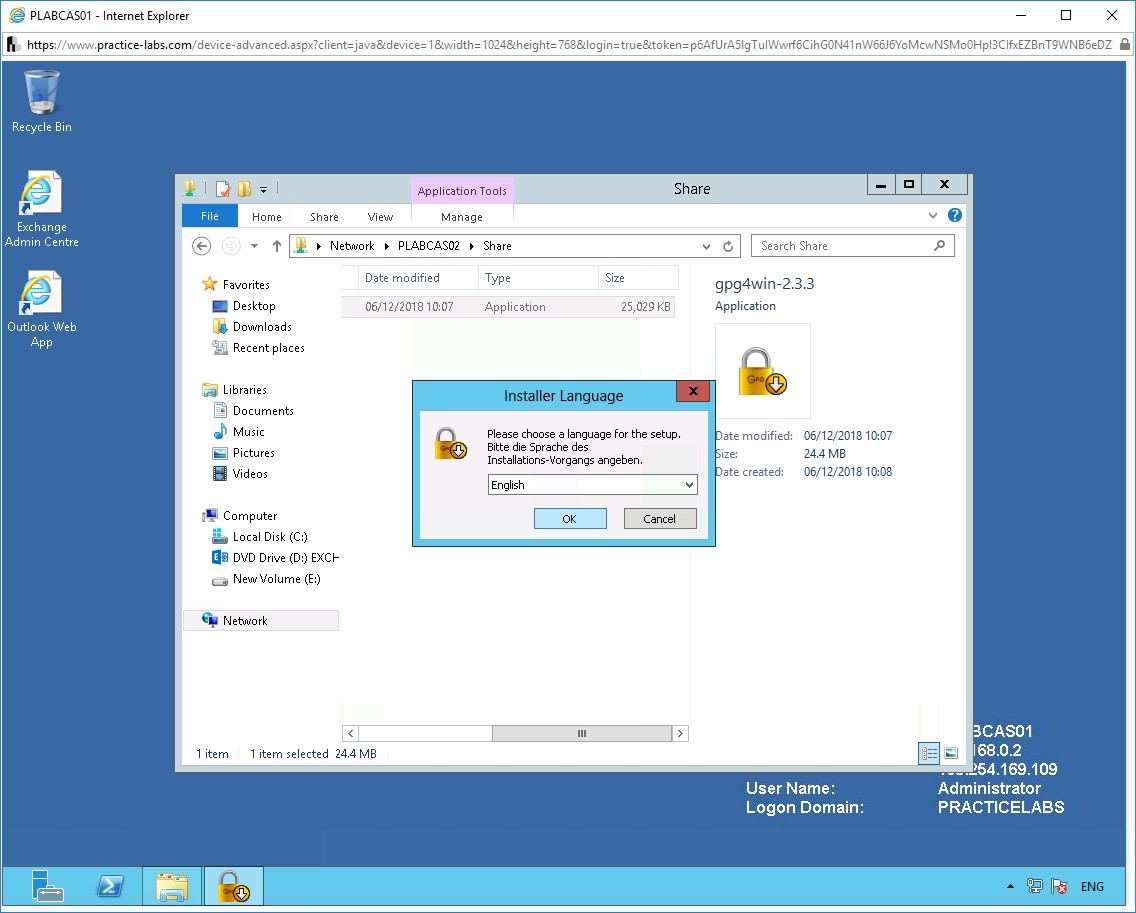 PLABCAS01 - Internet Explorer
https://www.practice-labs.com/device-advanced.aspx?client=java&device=1&width=1024&height=768&login=true&token=
Recycle Bin
Exchange
Admin Centre
Outlook Web
App
Application Tools
Share
File
Home
Share
View
Manage
Network
PLABCAS02
Share
Search Share
Favorites
Desktop
Downloads
Recent places
Libraries
Documents
Music
Pictures
Videos
Computer
Local Disk (C:)
DVD Drive (D:) EXCH
New Volume (E:)
Network
Date modified
Type
Size
06/12/2018 10:07
Application
25,029 KB
gpg4win-2.3.3
Application
Date modified: 06/12/2018 10:07
Size: 24.4 MB
Date created: 06/12/2018 10:08
Installer Language
Please choose a language for the setup.
Bitte die Sprache des
Installations-Vorgangs angeben.
English
OK
Cancel
1 item
1 item selected 24.4 MB
BCAS01
168.0.2
.254.169.109
User Name: Administrator
Logon Domain: PRACTICELABS
ENG